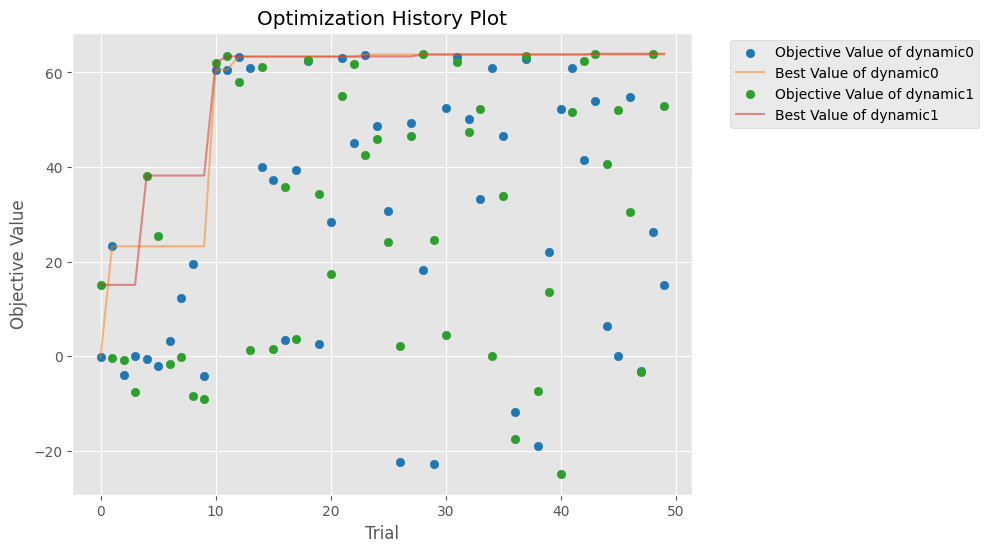 Optimization History Plot
Objective Value of dynamic0
Best Value of dynamic0
Objective Value of dynamic1
Best Value of dynamic1
Objective Value
60
40
20
0
−20
0
10
20
30
40
50
Trial